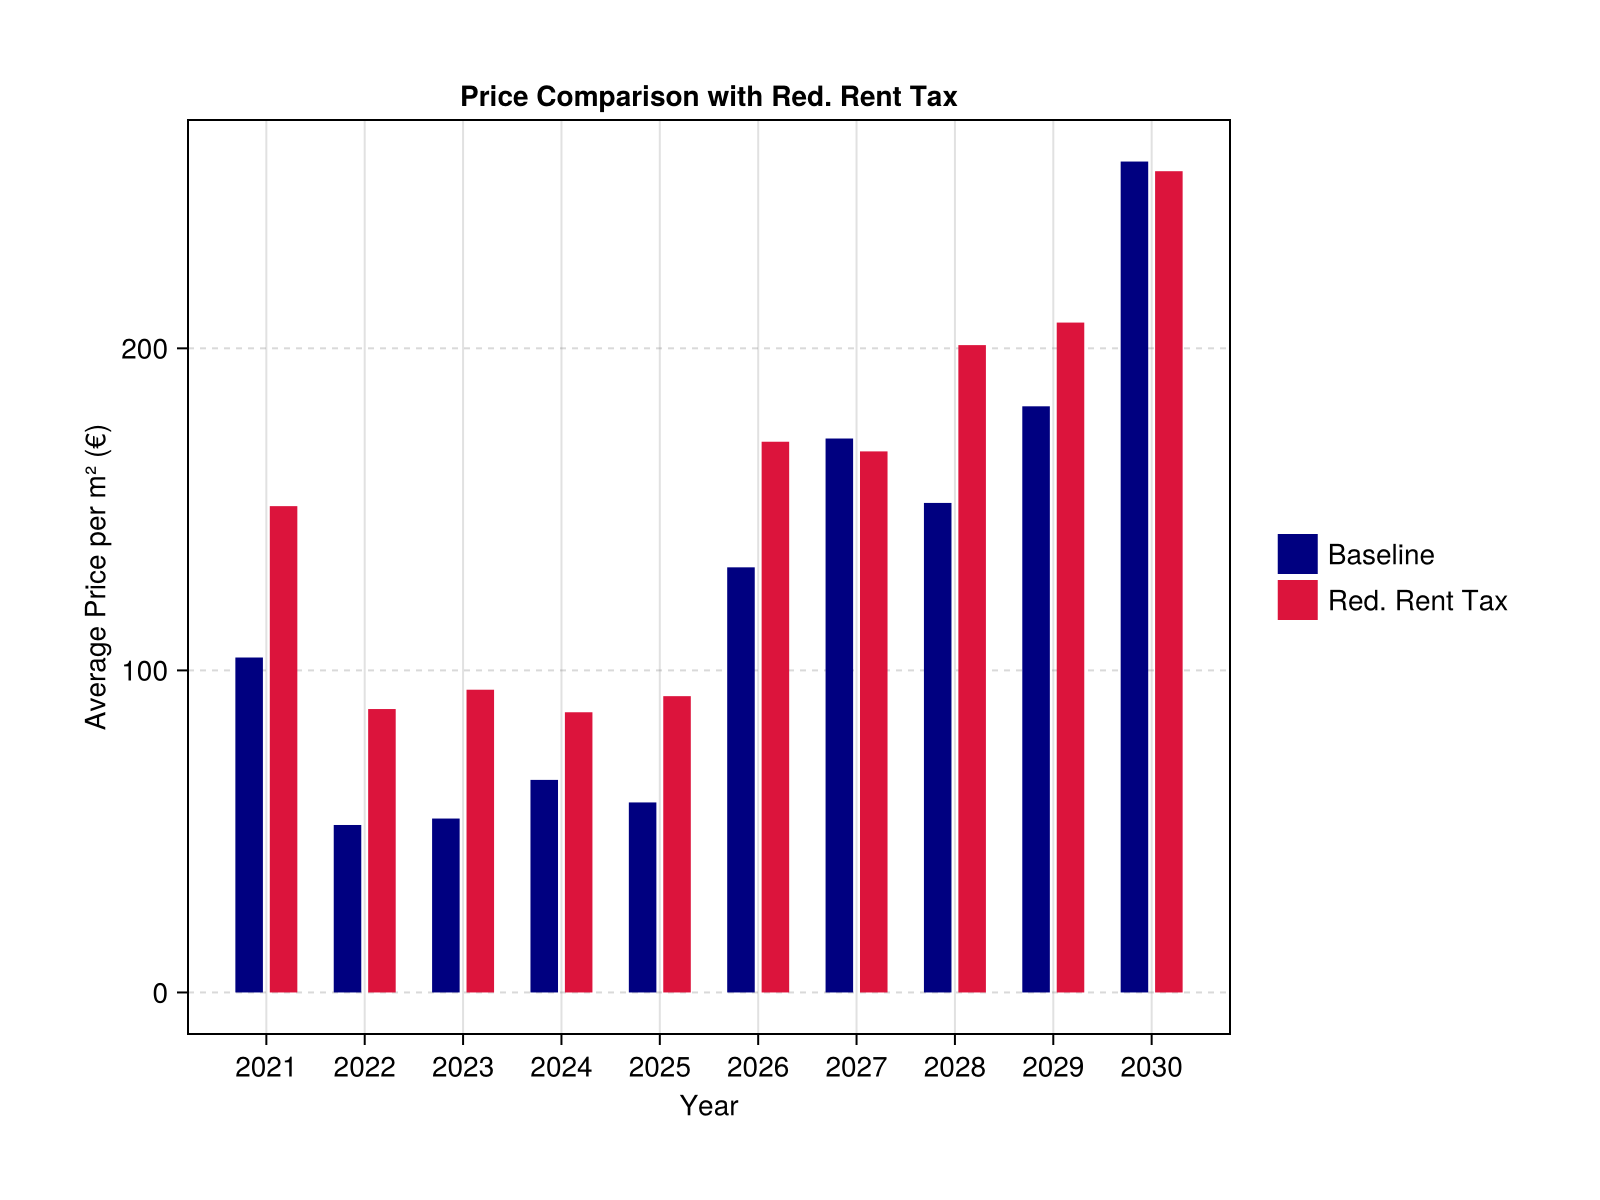 Price Comparison with Red. Rent Tax
Average Price per m² (€)
200
100
0
2021 2022 2023 2024 2025 2026 2027 2028 2029 2030
Year
Baseline
Red. Rent Tax